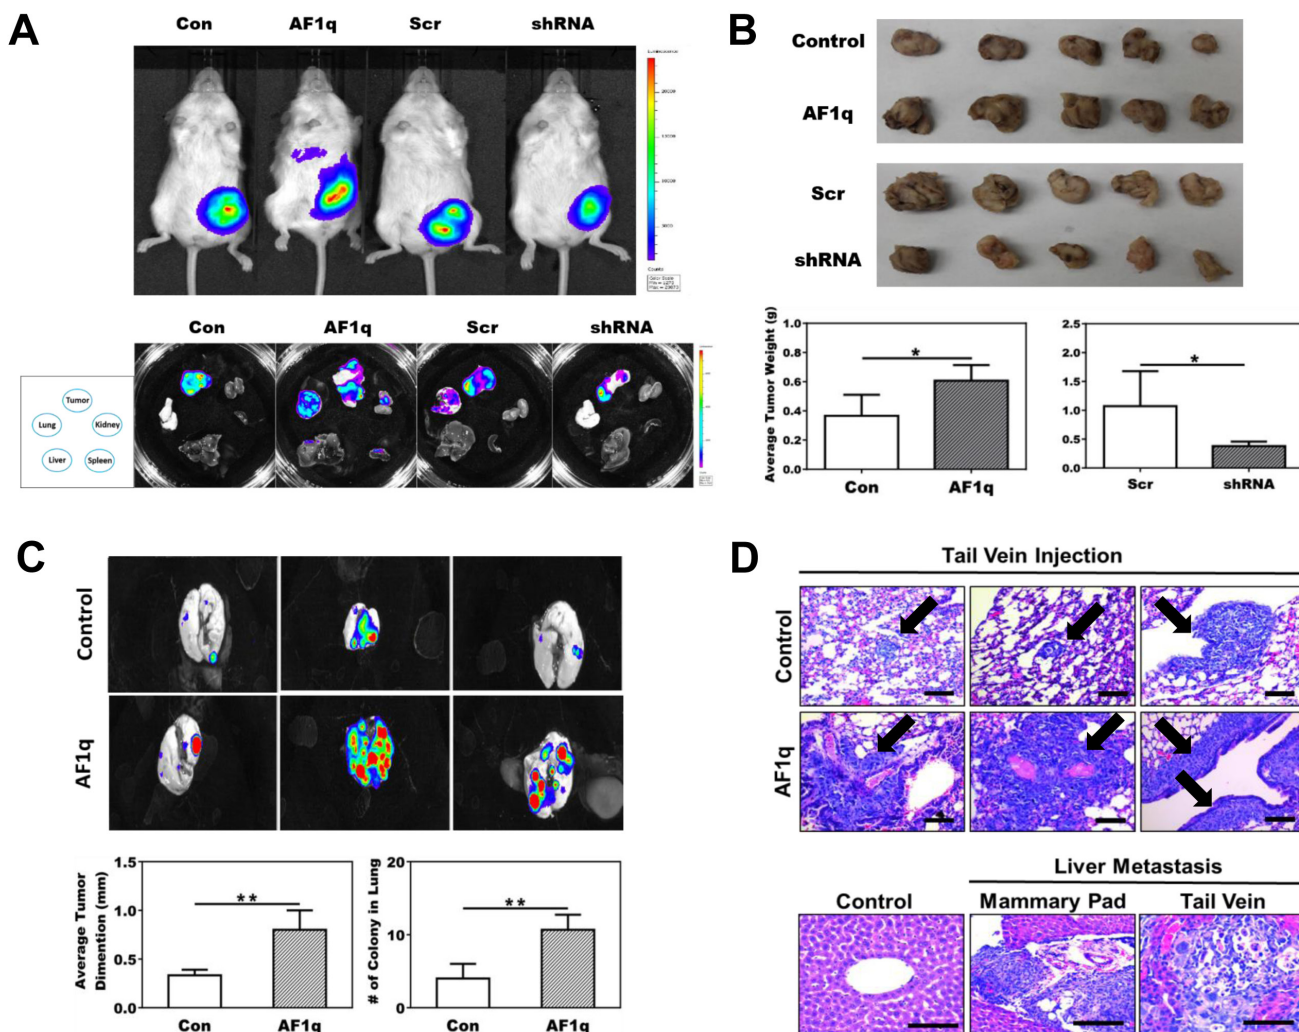 A
Con AF1q Scr shRNA
Counts
Con AF1q Scr shRNA
Tumor
Lung Kidney
Liver Spleen
B
Control
AF1q
Scr
shRNA
Average Tumor Weight (g)
1.0
0.8
0.6
0.4
0.2
0.0
*
Con AF1q
2.5
2.0
1.5
1.0
0.5
0.0
*
Scr shRNA
C
Control
AF1q
Average Tumor
Dimention (mm)
1.5
1.0
0.5
0.0
**
Con AF1q
# of Colony in Lung
20
10
0
**
Con AF1q
D
Tail Vein Injection
Control
AF1q
Liver Metastasis
Control Mammary Pad Tail Vein